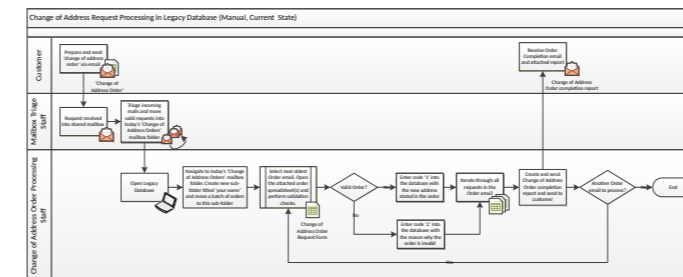 Change of Address Request Processing in Legacy Database (Manual, Current State)
Customer
Prepare and send
'change of address
order' via email
'Change of
Address Order'
Receive Order
Completion email
and attached report
Change of Address
Order completion report
Mailbox Triage
Staff
Request received
into shared mailbox
Triage incoming
mails and move
valid requests into
today's 'Change of
Address Orders'
mailbox folder
Change of Address Order Processing
Staff
Open Legacy
Database
Navigate to today's 'Change
of Address Orders' mailbox
folder. Create new sub-
folder titled 'your name'
and move a batch of orders
to this sub-folder
Select next oldest
Order email. Open
the attached order
spreadsheet(s) and
perform validation
checks.
Change of
Address Order
Request Form
Valid Order?
No
Enter code '1' into
the database with
the new address
stated in the order
Enter code '2' into
the database with
the reason why the
order is invalid
Iterate through all
requests in the
Order email
Create and send
Change of Address
Order completion
report and send to
customer
Another Order
email to process?
End
Yes